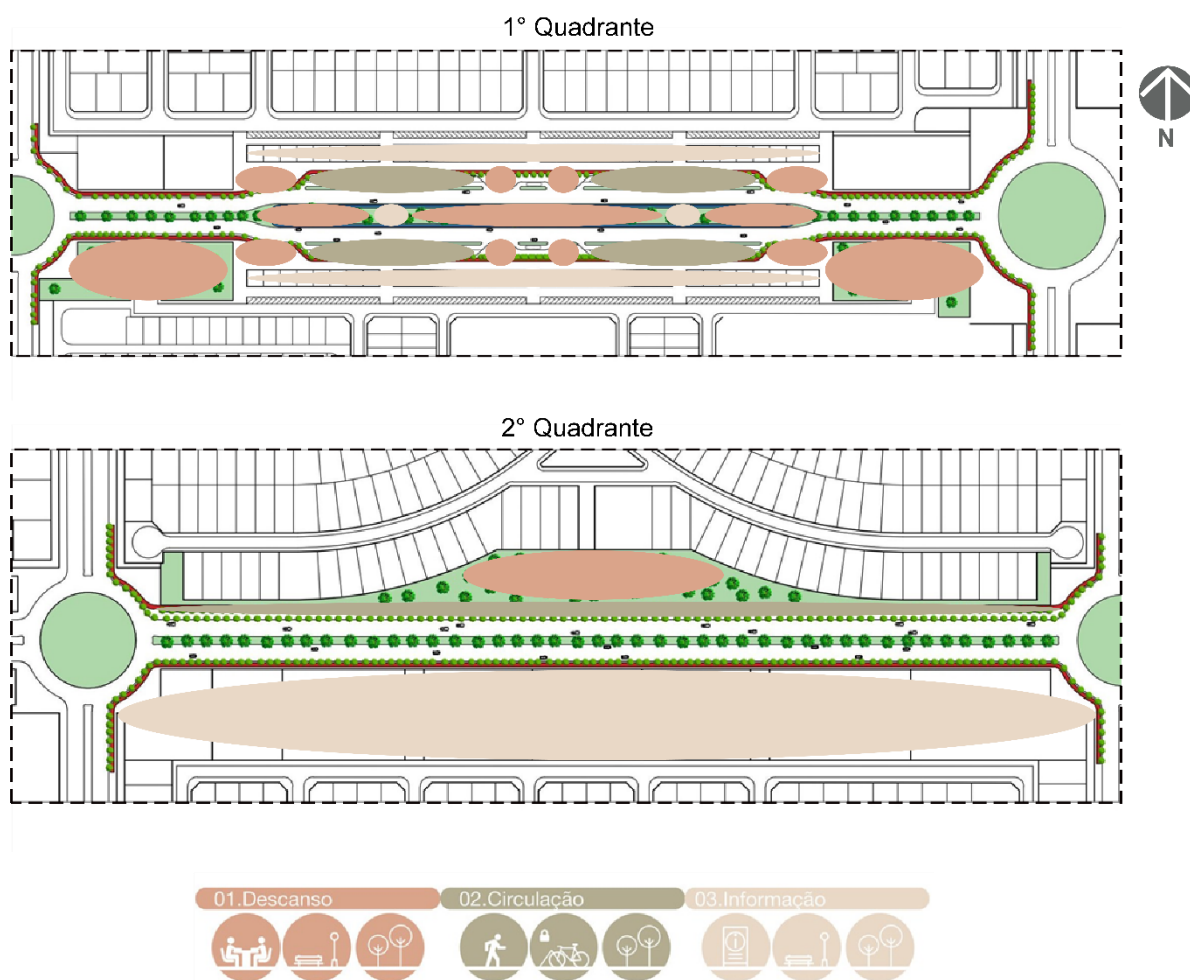 1° Quadrante
N
2° Quadrante
01.Descanso
02.Circulação
03.Informação